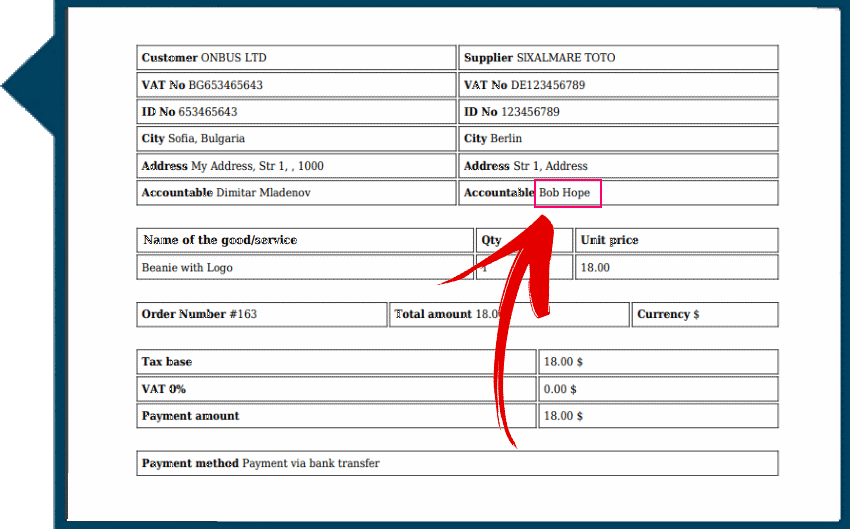 Customer ONBUS LTD
Supplier SIXALMARE TOTO
VAT No BG653465643
VAT No DE123456789
ID No 653465643
ID No 123456789
City Sofia, Bulgaria
City Berlin
Address My Address, Str 1, , 1000
Address Str 1, Address
Accountable Dimitar Mladenov
Accountable Bob Hope
Name of the good/service Qty Unit price
Beanie with Logo 18.00
Order Number #163 Total amount 18.00 Currency $
Tax base 18.00 $
VAT 0% 0.00 $
Payment amount 18.00 $
Payment method Payment via bank transfer